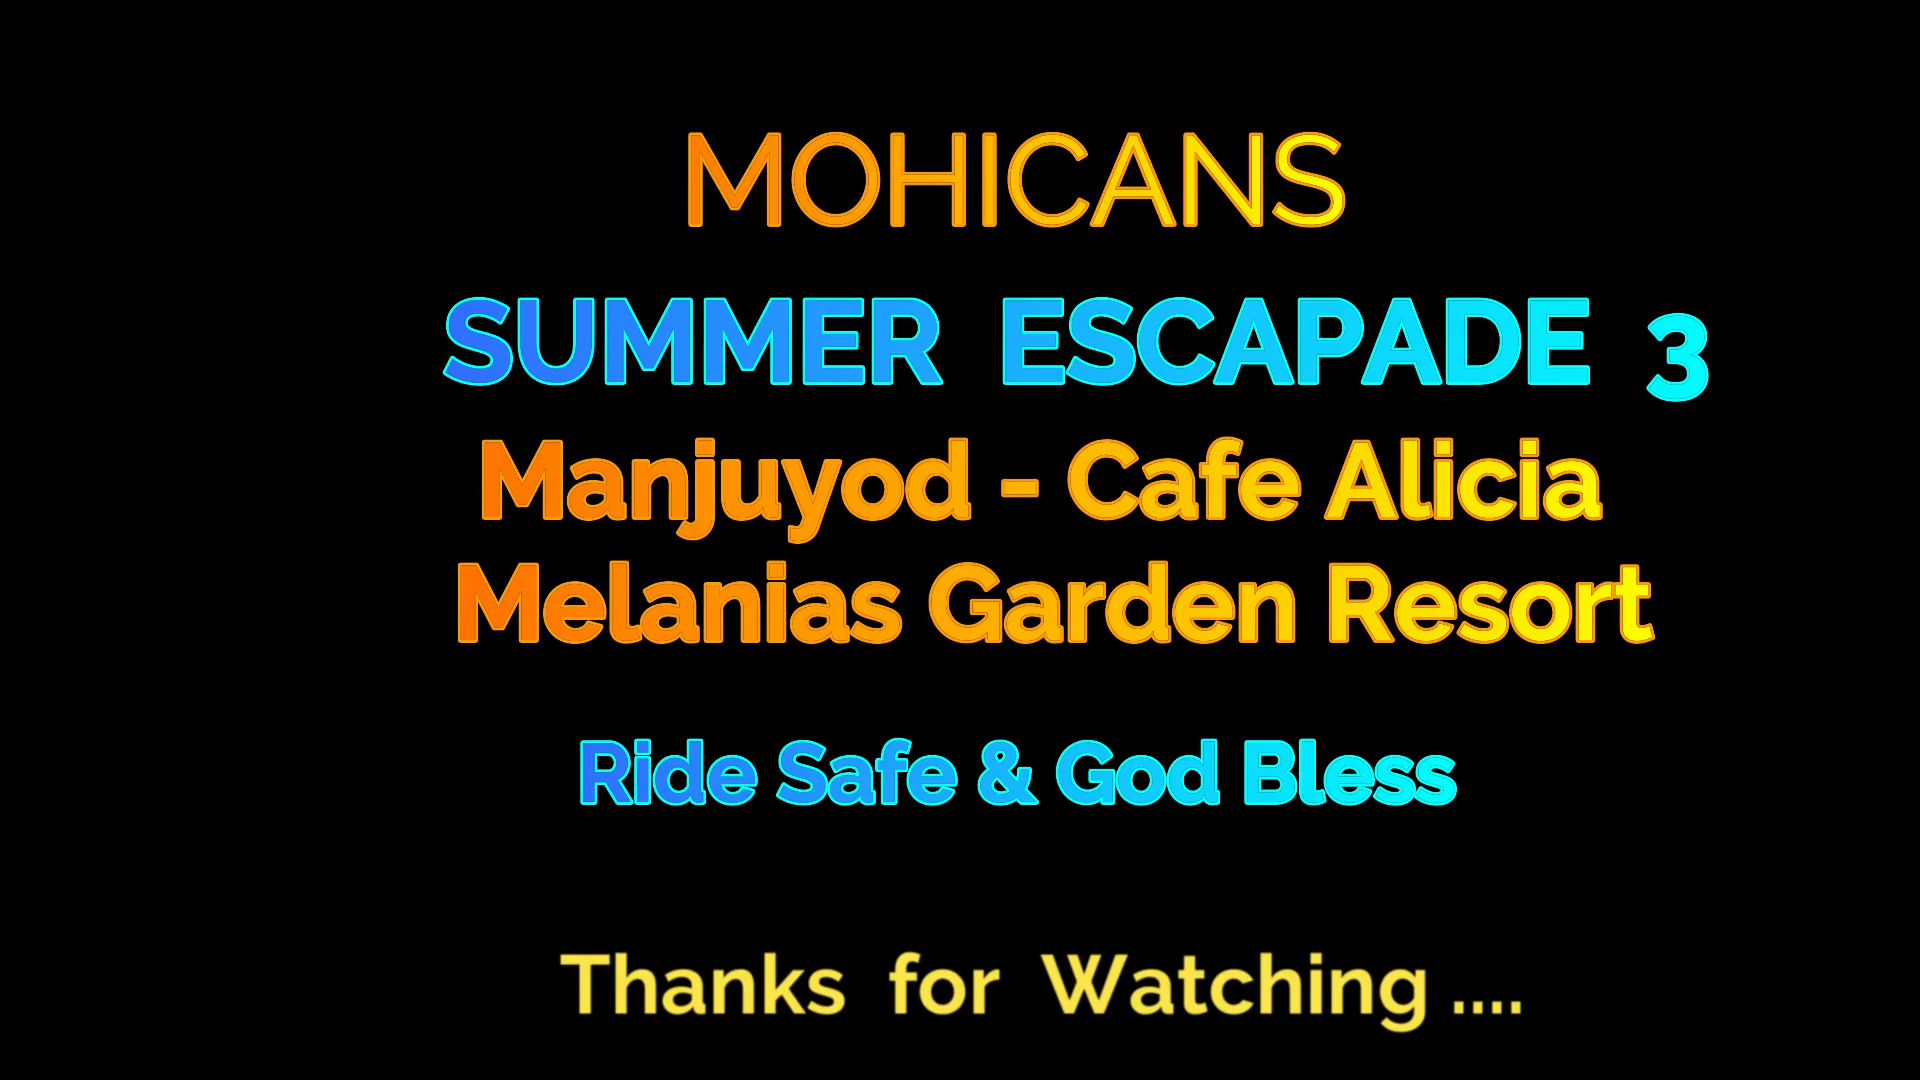 MOHICANS
SUMMER ESCAPADE 3
Manjuyod - Cafe Alicia
Melanias Garden Resort
Ride Safe & God Bless
Thanks for Watching ....